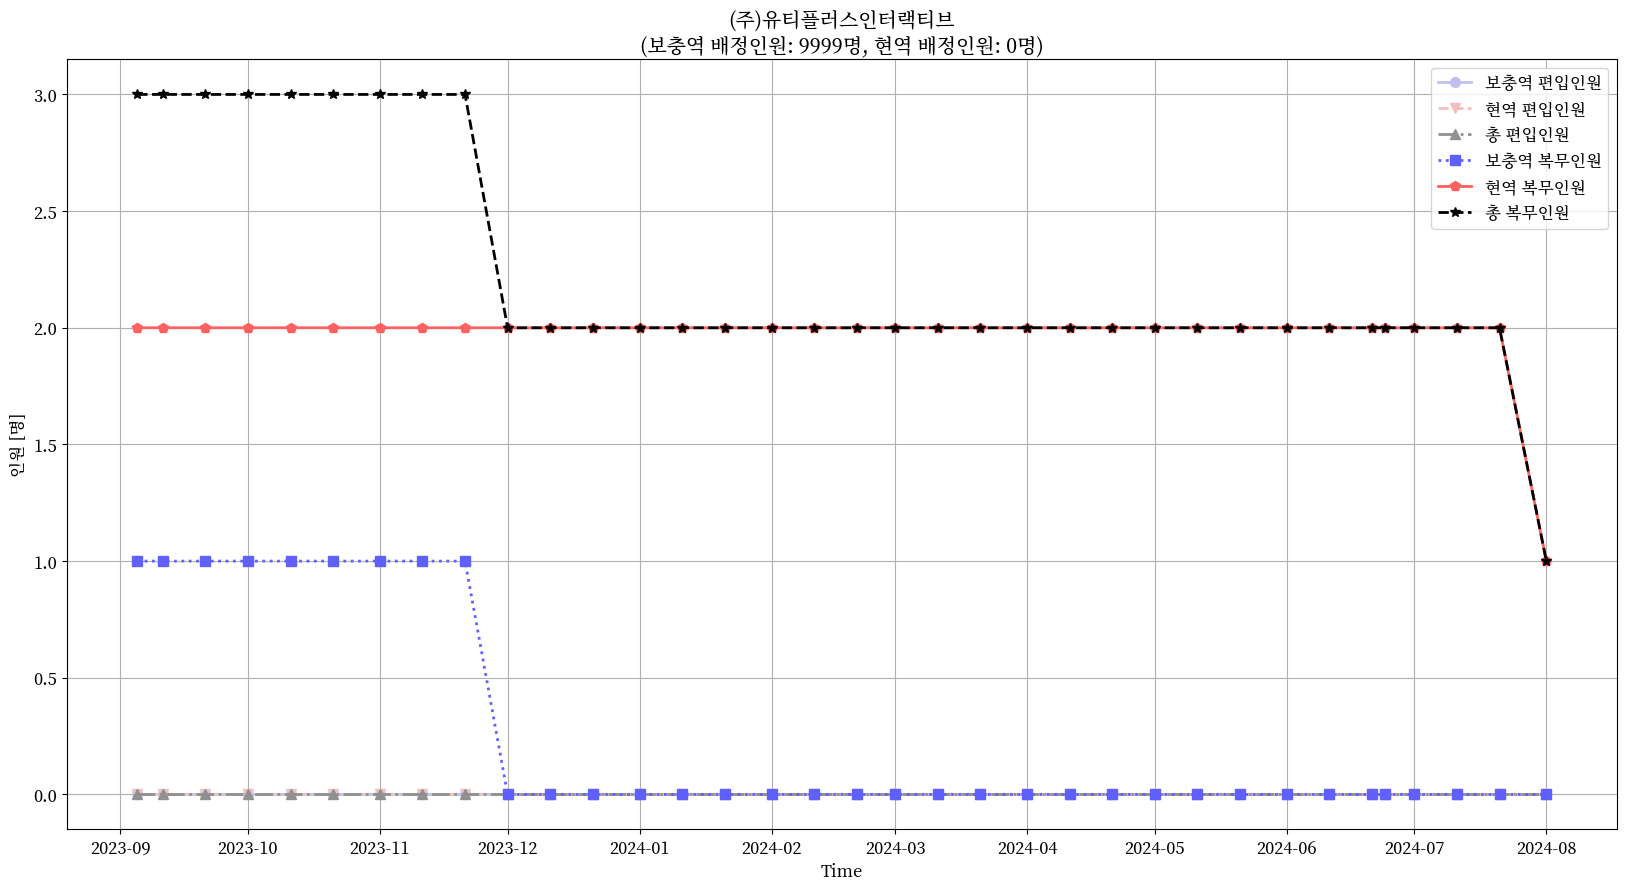 (주)유티플러스인터랙티브
(보충역 배정인원: 9999명, 현역 배정인원: 0명)
보충역 편입인원
현역 편입인원
총 편입인원
보충역 복무인원
현역 복무인원
총 복무인원
인원 [명]
3.0
2.5
2.0
1.5
1.0
0.5
0.0
2023-09 2023-10 2023-11 2023-12 2024-01 2024-02 2024-03 2024-04 2024-05 2024-06 2024-07 2024-08
Time